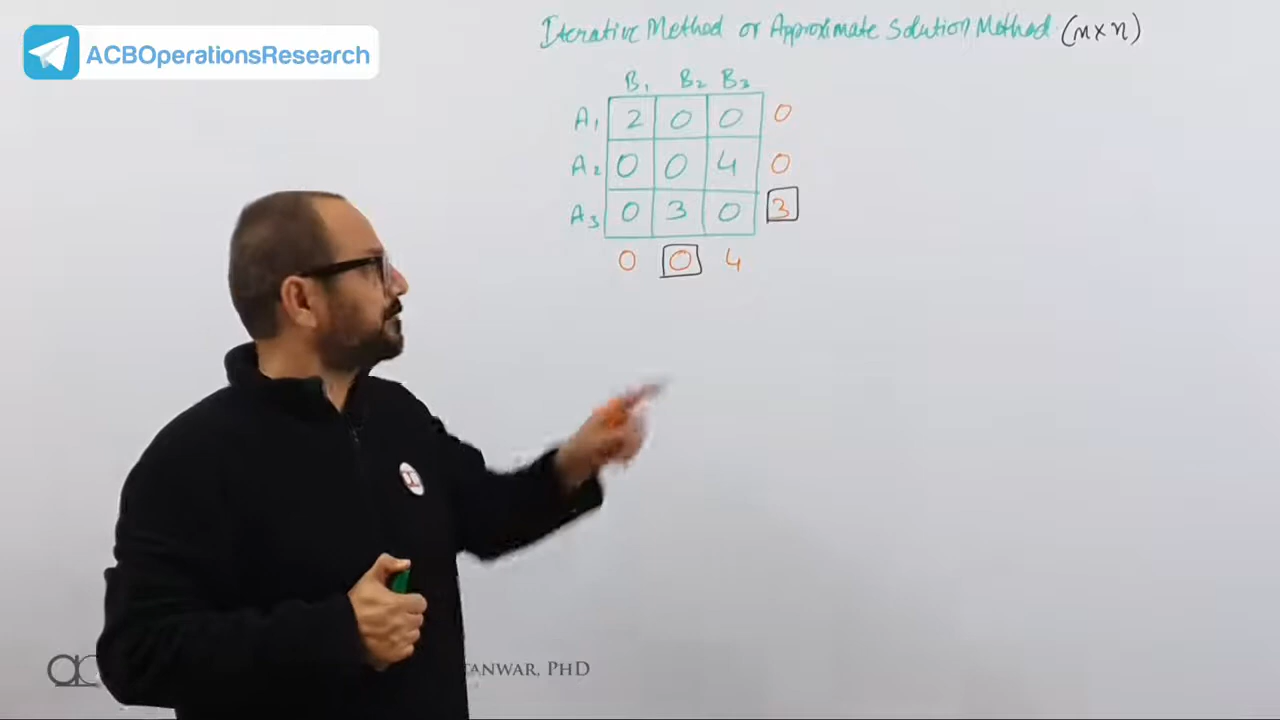 ACBOperationsResearch
Iterative Method or Approximate Solution Method (n×n)
B1 B2 B3
A1 2 0 0 0
A2 0 0 4 0
A3 0 3 0 3
0 0 4
TANWAR, PHD